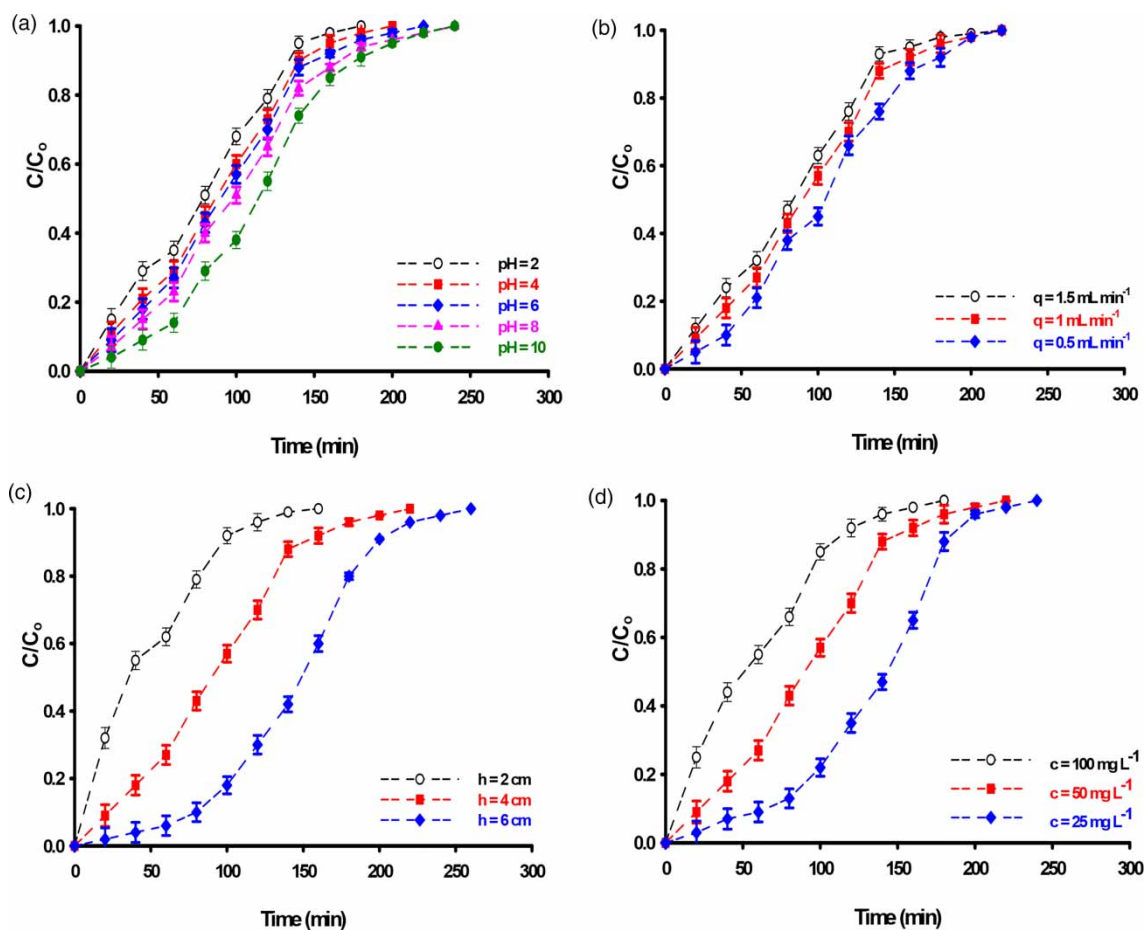 (a)
1.0
0.8
0.6
0.4
0.2
0.0
C/Co
pH = 2
pH = 4
pH = 6
pH = 8
pH = 10
0 50 100 150 200 250 300
Time (min)
(b)
1.0
0.8
0.6
0.4
0.2
0.0
C/Co
q = 1.5 mL min⁻¹
q = 1 mL min⁻¹
q = 0.5 mL min⁻¹
0 50 100 150 200 250 300
Time (min)
(c)
1.0
0.8
0.6
0.4
0.2
0.0
C/Co
h = 2 cm
h = 4 cm
h = 6 cm
0 50 100 150 200 250 300
Time (min)
(d)
1.0
0.8
0.6
0.4
0.2
0.0
C/Co
c = 100 mg L⁻¹
c = 50 mg L⁻¹
c = 25 mg L⁻¹
0 50 100 150 200 250 300
Time (min)